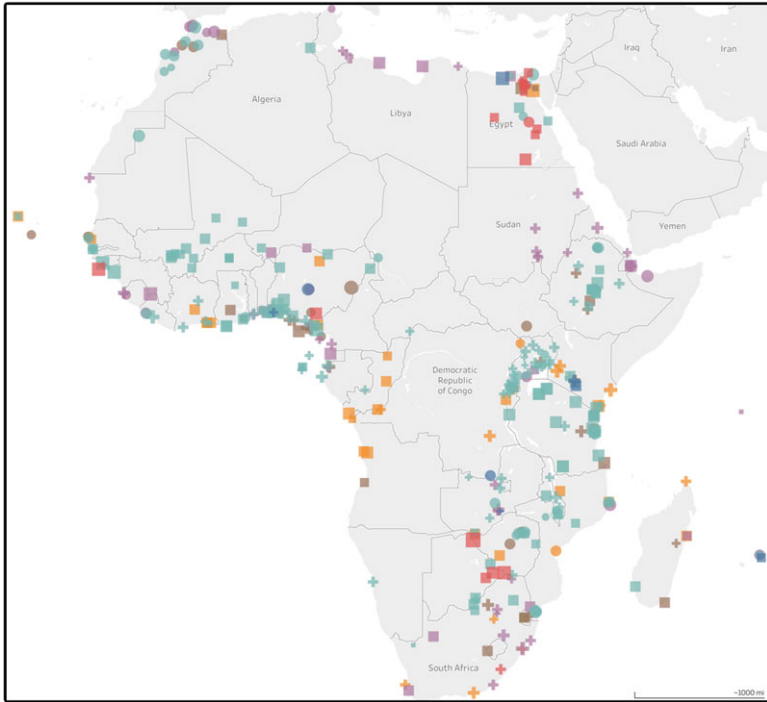 Iraq
Iran
Algeria
Libya
Egypt
Saudi Arabia
Sudan
Yemen
Democratic
Republic
of Congo
South Africa
~1000 mi